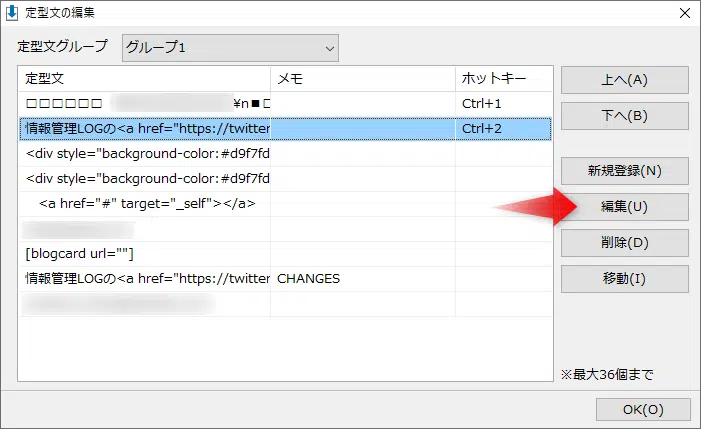 定型文の編集
定型文グループ グループ1
定型文 メモ ホットキー
□□□□□□ ¥n■□ Ctrl+1
情報管理LOGの<a href="https://twitter Ctrl+2
<div style="background-color:#d9f7fd
<div style="background-color:#d9f7fd
<a href="#" target="_self"></a>
[blogcard url=""]
情報管理LOGの<a href="https://twitter CHANGES
上へ(A)
下へ(B)
新規登録(N)
編集(U)
削除(D)
移動(I)
※最大36個まで
OK(O)